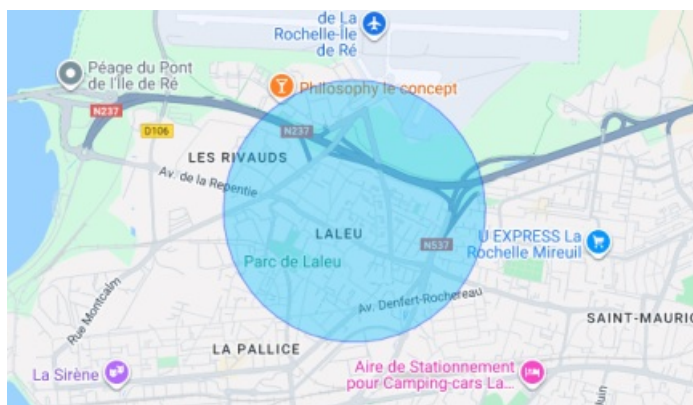 de La
Rochelle-Île
de Ré
Péage du Pont
de l'Île de Ré
Philosophy le concept
N237
D106
N237
LES RIVAUDS
Av. de la Repentie
LALEU
N537
U EXPRESS La
Rochelle Mireuil
Parc de Laleu
Av. Denfert-Rochereau
Rue Montcalm
SAINT-MAURIC
LA PALLICE
La Sirène
Aire de Stationnement
pour Camping-cars La...